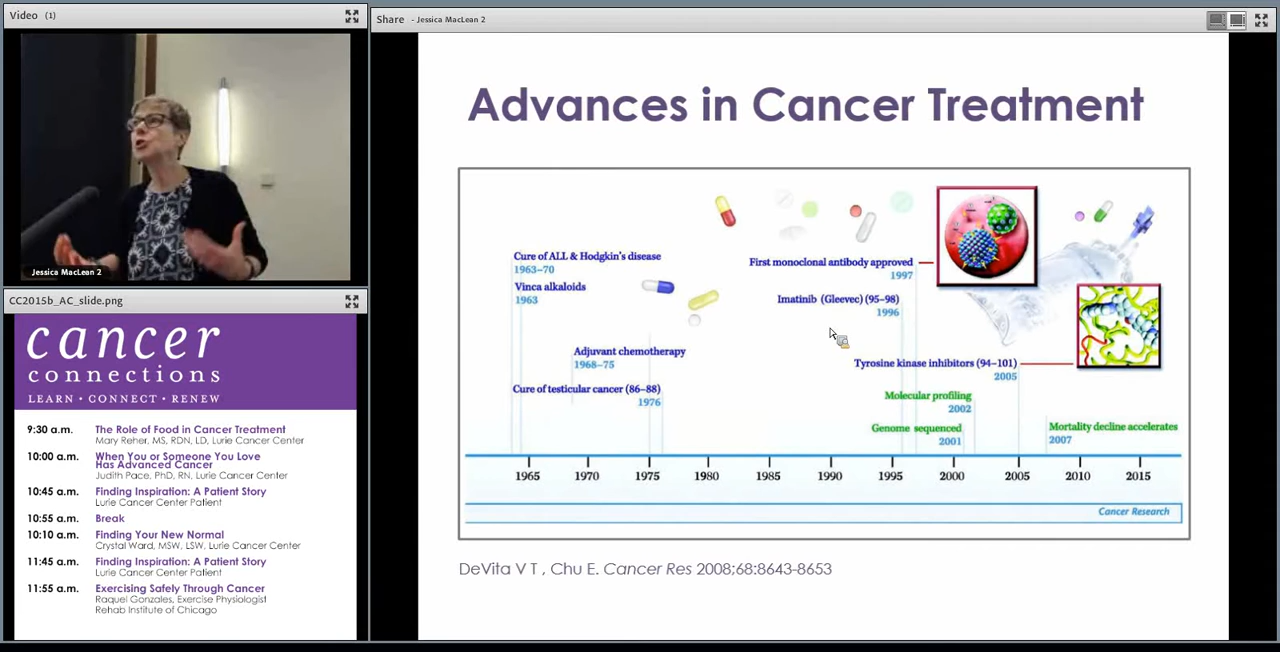 Video (1)
Jessica MacLean 2
CC2015b_AC_slide.png
cancer
connections
LEARN • CONNECT • RENEW
9:30 a.m. The Role of Food in Cancer Treatment
Mary Reher, MS, RDN, LD, Lurie Cancer Center
10:00 a.m. When You or Someone You Love
Has Advanced Cancer
Judith Pace, PhD, RN, Lurie Cancer Center
10:45 a.m. Finding Inspiration: A Patient Story
Lurie Cancer Center Patient
10:55 a.m. Break
10:10 a.m. Finding Your New Normal
Crystal Ward, MSW, LSW, Lurie Cancer Center
11:45 a.m. Finding Inspiration: A Patient Story
Lurie Cancer Center Patient
11:55 a.m. Exercising Safely Through Cancer
Raquel Gonzales, Exercise Physiologist
Rehab Institute of Chicago
Share - Jessica MacLean 2
Advances in Cancer Treatment
Cure of ALL & Hodgkin's disease
1963–70
Vinca alkaloids
1963
Adjuvant chemotherapy
1968–75
Cure of testicular cancer (86–88)
1976
First monoclonal antibody approved
1997
Imatinib (Gleevec) (95–98)
1996
Tyrosine kinase inhibitors (94–101)
2005
Molecular profiling
2002
Genome sequenced
2001
Mortality decline accelerates
2007
1965 1970 1975 1980 1985 1990 1995 2000 2005 2010 2015
Cancer Research
DeVita V T , Chu E. Cancer Res 2008;68:8643-8653